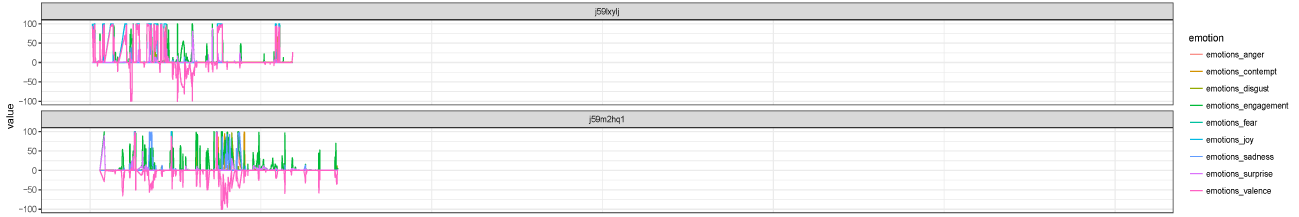 j59lxylj
100
50
0
−50
−100
j59m2hq1
100
50
0
−50
−100
value
emotion
emotions_anger
emotions_contempt
emotions_disgust
emotions_engagement
emotions_fear
emotions_joy
emotions_sadness
emotions_surprise
emotions_valence